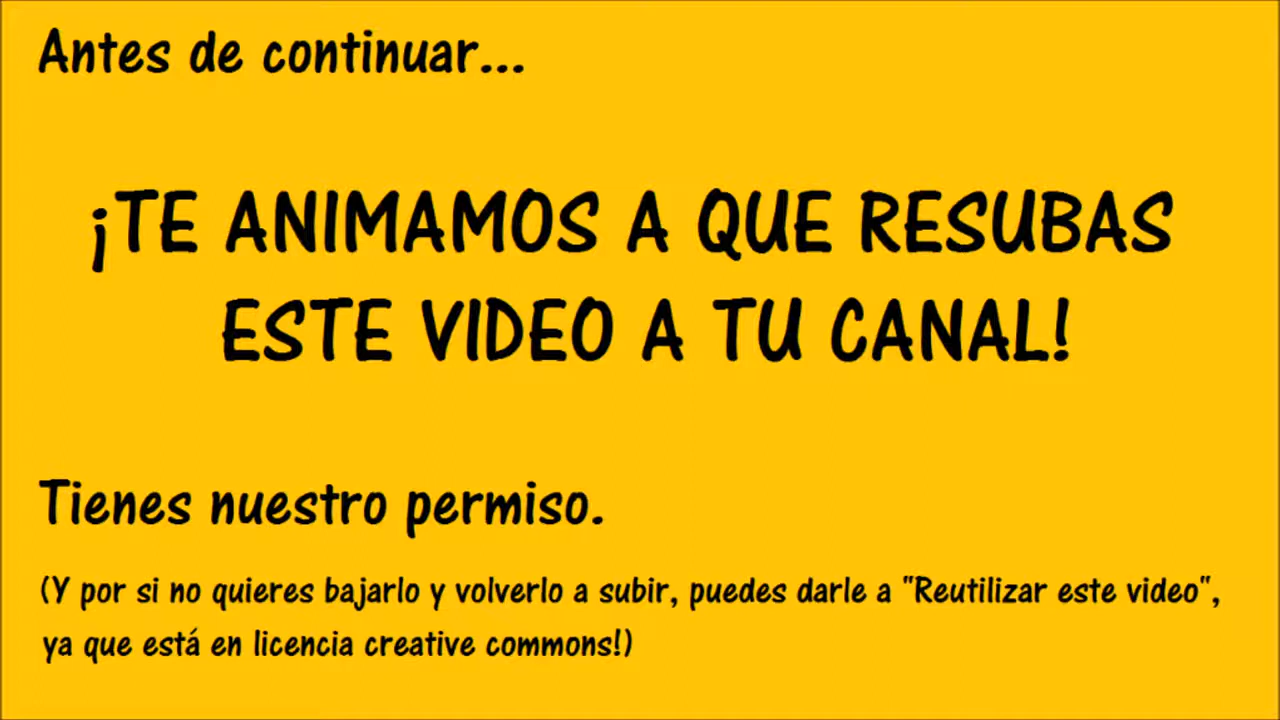 Antes de continuar...
¡TE ANIMAMOS A QUE RESUBAS
ESTE VIDEO A TU CANAL!
Tienes nuestro permiso.
(Y por si no quieres bajarlo y volverlo a subir, puedes darle a "Reutilizar este video",
ya que está en licencia creative commons!)